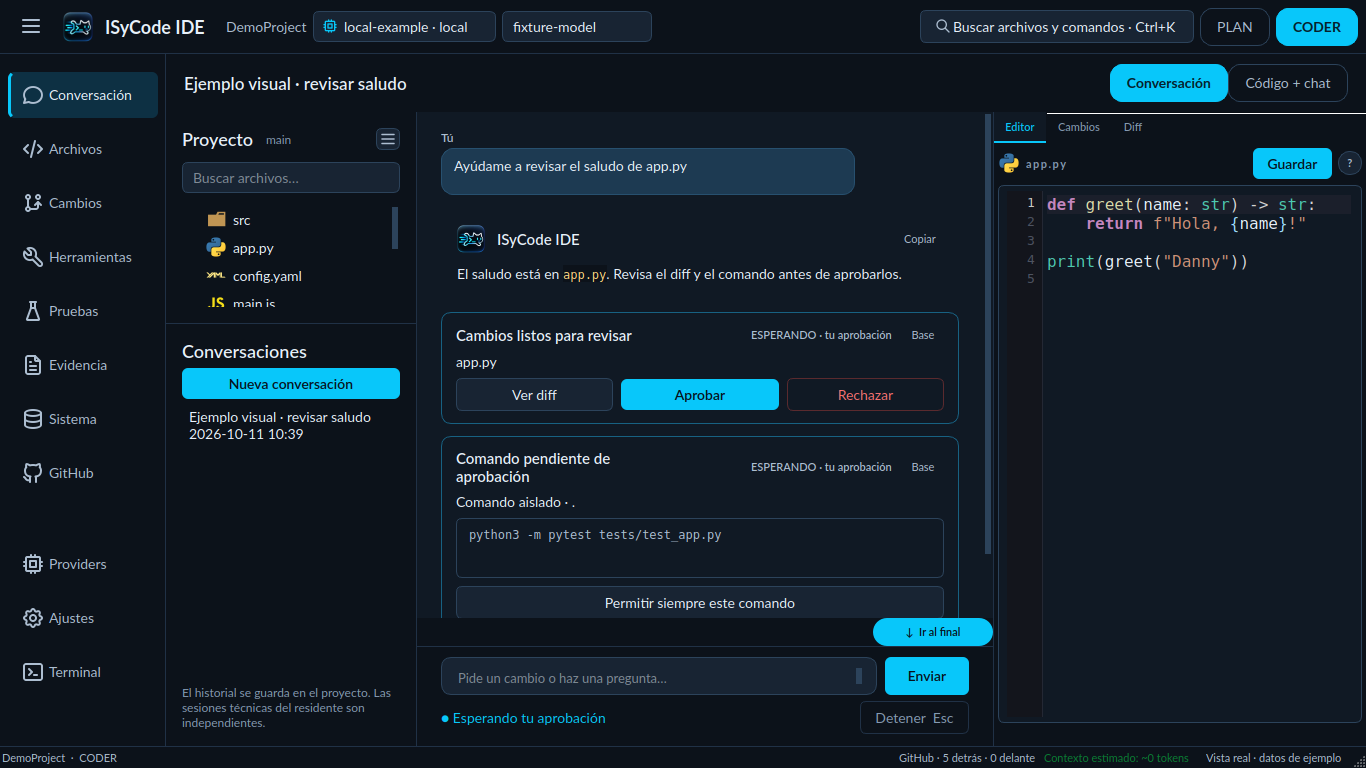 ISyCode IDE
DemoProject
local-example · local
fixture-model
Buscar archivos y comandos · Ctrl+K
PLAN
CODER
Conversación
Archivos
Cambios
Herramientas
Pruebas
Evidencia
Sistema
GitHub
Providers
Ajustes
Terminal
Ejemplo visual · revisar saludo
Conversación
Código + chat
Proyecto main
Buscar archivos...
src
app.py
config.yaml
JS main.js
Conversaciones
Nueva conversación
Ejemplo visual · revisar saludo
2026-10-11 10:39
El historial se guarda en el proyecto. Las
sesiones técnicas del residente son
independientes.
Tú
Ayúdame a revisar el saludo de app.py
ISyCode IDE
Copiar
El saludo está en app.py. Revisa el diff y el comando antes de aprobarlos.
Cambios listos para revisar
ESPERANDO · tu aprobación
Base
app.py
Ver diff
Aprobar
Rechazar
Comando pendiente de
aprobación
ESPERANDO · tu aprobación
Base
Comando aislado · .
python3 -m pytest tests/test_app.py
Permitir siempre este comando
↓ Ir al final
Pide un cambio o haz una pregunta...
Enviar
● Esperando tu aprobación
Detener Esc
Editor
Cambios
Diff
app.py
Guardar
?
1 def greet(name: str) -> str:
2     return f"Hola, {name}!"
3
4 print(greet("Danny"))
5
DemoProject · CODER
GitHub · 5 detrás · 0 delante
Contexto estimado: ~0 tokens
Vista real · datos de ejemplo